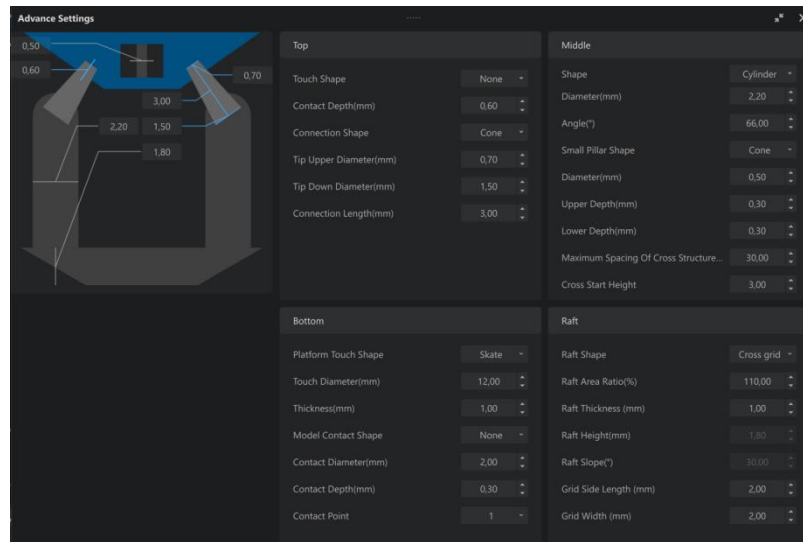 Advance Settings
0,50
0,60
0,70
3,00
2,20
1,50
1,80
Top
Touch Shape None
Contact Depth(mm) 0,60
Connection Shape Cone
Tip Upper Diameter(mm) 0,70
Tip Down Diameter(mm) 1,50
Connection Length(mm) 3,00
Middle
Shape Cylinder
Diameter(mm) 2,20
Angle(°) 66,00
Small Pillar Shape Cone
Diameter(mm) 0,50
Upper Depth(mm) 0,30
Lower Depth(mm) 0,30
Maximum Spacing Of Cross Structure... 30,00
Cross Start Height 3,00
Bottom
Platform Touch Shape Skate
Touch Diameter(mm) 12,00
Thickness(mm) 1,00
Model Contact Shape None
Contact Diameter(mm) 2,00
Contact Depth(mm) 0,30
Contact Point 1
Raft
Raft Shape Cross grid
Raft Area Ratio(%) 110,00
Raft Thickness (mm) 1,00
Raft Height(mm) 1,80
Raft Slope(°) 30,00
Grid Side Length (mm) 2,00
Grid Width (mm) 2,00